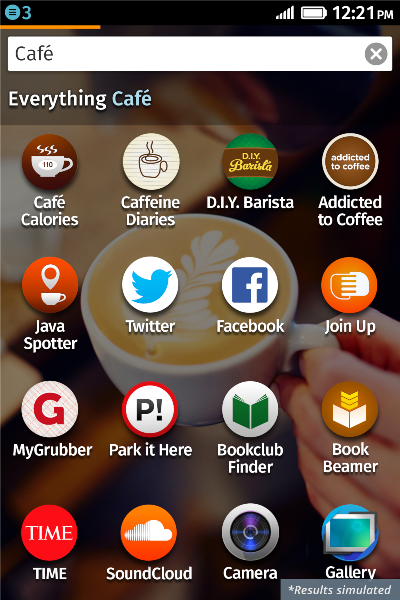 3 12:21PM
Café
Everything Café
110
D.I.Y.
Barista
addicted
to coffee
Café
Calories
Caffeine
Diaries
D.I.Y. Barista
Addicted
to Coffee
f
Java
Spotter
Twitter
Facebook
Join Up
G
P!
MyGrubber
Park it Here
Bookclub
Finder
Book
Beamer
TIME
TIME
SoundCloud
Camera
Gallery
*Results simulated